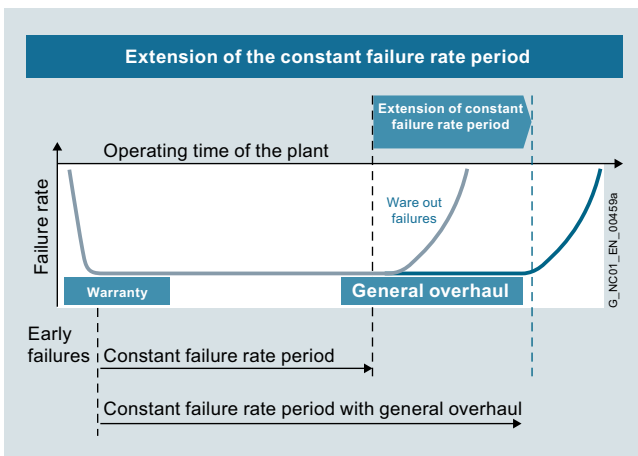 Extension of the constant failure rate period
Extension of constant
failure rate period
Operating time of the plant
Failure rate
Ware out
failures
G_NC01_EN_00459a
Warranty
General overhaul
Early
failures
Constant failure rate period
Constant failure rate period with general overhaul